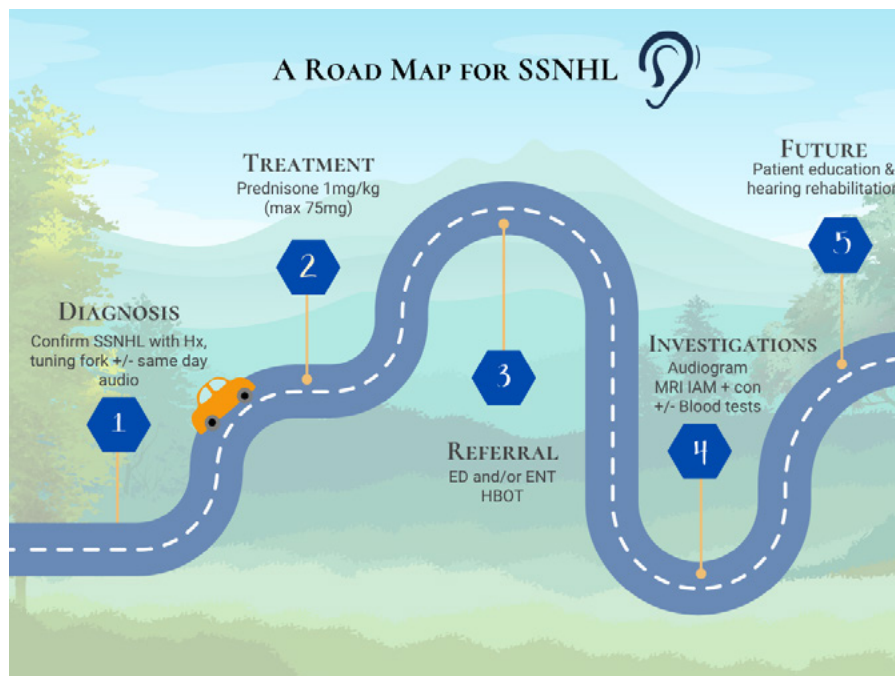 A Road Map for SSNHL
Diagnosis
Confirm SSNHL with Hx,
tuning fork +/- same day
audio
1
Treatment
Prednisone 1mg/kg
(max 75mg)
2
3
Referral
ED and/or ENT
HBOT
Investigations
Audiogram
MRI IAM + con
+/- Blood tests
4
Future
Patient education &
hearing rehabilitation
5